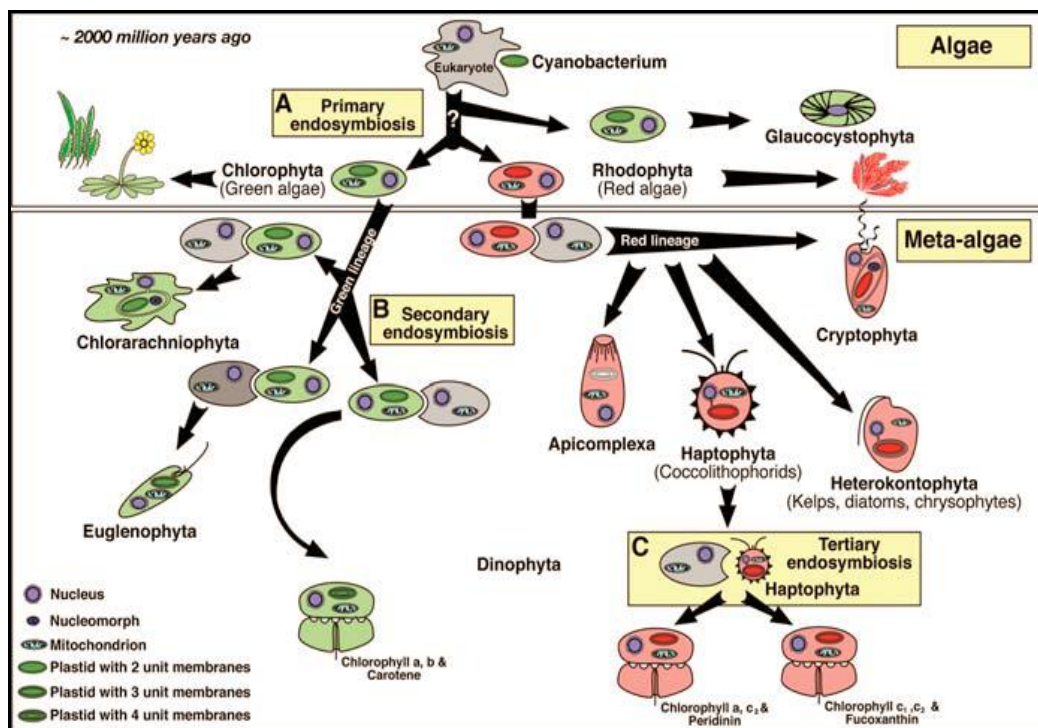 ~ 2000 million years ago
Eukaryote
Cyanobacterium
Algae
A Primary
endosymbiosis
?
Glaucocystophyta
Chlorophyta
(Green algae)
Rhodophyta
(Red algae)
Red lineage
Meta-algae
Green lineage
B Secondary
endosymbiosis
Chlorarachniophyta
Cryptophyta
Apicomplexa
Haptophyta
(Coccolithophorids)
Heterokontophyta
(Kelps, diatoms, chrysophytes)
Euglenophyta
Dinophyta
C Tertiary
endosymbiosis
Haptophyta
Nucleus
Nucleomorph
Mitochondrion
Plastid with 2 unit membranes
Plastid with 3 unit membranes
Plastid with 4 unit membranes
Chlorophyll a, b &
Carotene
Chlorophyll a, c₂ &
Peridinin
Chlorophyll c₁ ,c₂ &
Fucoxanthin